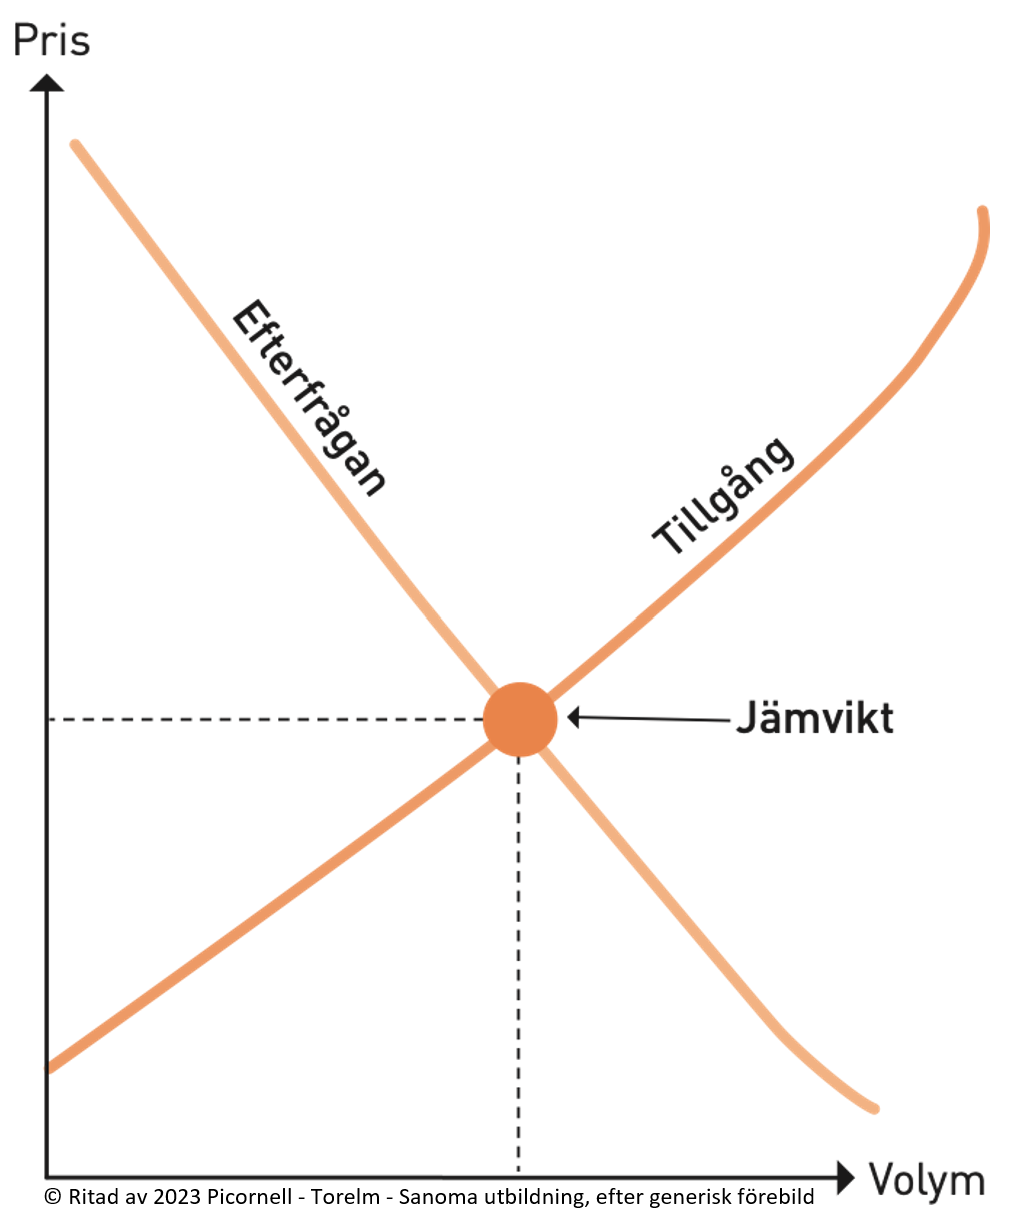 Pris
Efterfrågan
Tillgång
Jämvikt
Volym
© Ritad av 2023 Picornell - Torelm - Sanoma utbildning, efter generisk förebild